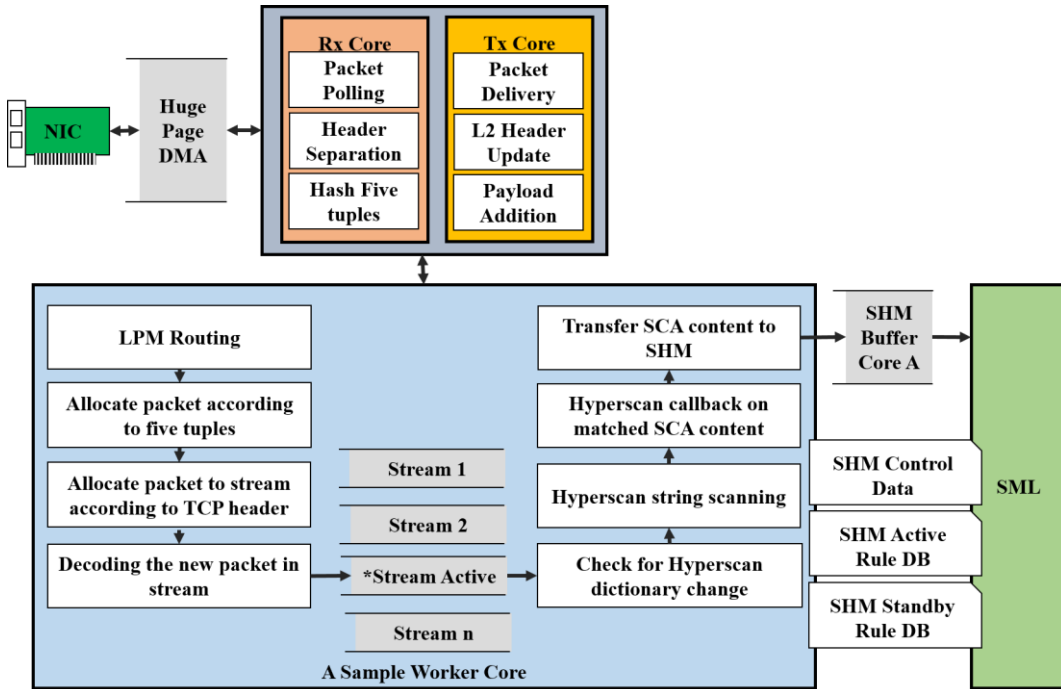 NIC
Huge
Page
DMA
Rx Core
Packet
Polling
Header
Separation
Hash Five
tuples
Tx Core
Packet
Delivery
L2 Header
Update
Payload
Addition
LPM Routing
Allocate packet according
to five tuples
Allocate packet to stream
according to TCP header
Decoding the new packet in
stream
Stream 1
Stream 2
*Stream Active
Stream n
Transfer SCA content to
SHM
Hyperscan callback on
matched SCA content
Hyperscan string scanning
Check for Hyperscan
dictionary change
A Sample Worker Core
SHM
Buffer
Core A
SHM Control
Data
SHM Active
Rule DB
SHM Standby
Rule DB
SML